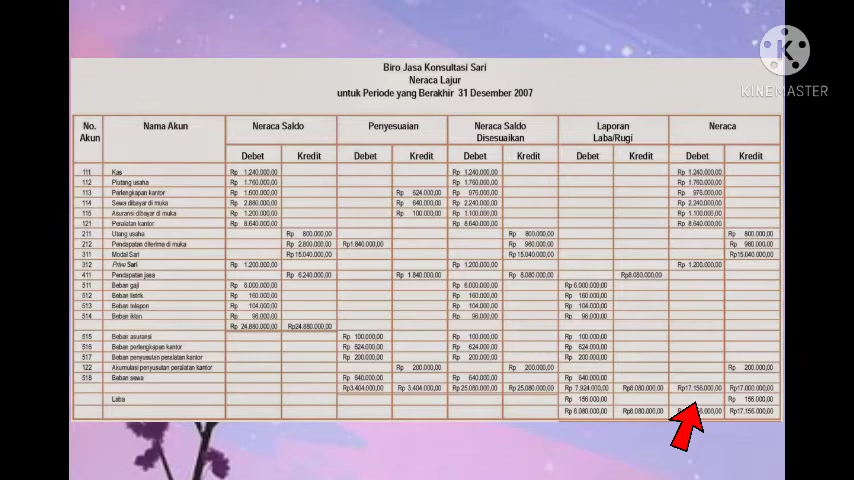 KINEMASTER
Biro Jasa Konsultasi Sari
Neraca Lajur
untuk Periode yang Berakhir 31 Desember 2007
No. Akun Nama Akun Neraca Saldo Penyesuaian Neraca Saldo Disesuaikan Laporan Laba/Rugi Neraca
Debet Kredit Debet Kredit Debet Kredit Debet Kredit Debet Kredit
111 Kas Rp 1.240.000,00 Rp 1.240.000,00 Rp 1.240.000,00
112 Piutang usaha Rp 1.760.000,00 Rp 1.760.000,00 Rp 1.760.000,00
113 Perlengkapan kantor Rp 1.600.000,00 Rp 624.000,00 Rp 976.000,00 Rp 976.000,00
114 Sewa dibayar di muka Rp 2.880.000,00 Rp 640.000,00 Rp 2.240.000,00 Rp 2.240.000,00
115 Asuransi dibayar di muka Rp 1.200.000,00 Rp 100.000,00 Rp 1.100.000,00 Rp 1.100.000,00
121 Peralatan kantor Rp 8.640.000,00 Rp 8.640.000,00 Rp 8.640.000,00
211 Utang usaha Rp 800.000,00 Rp 800.000,00 Rp 800.000,00
212 Pendapatan diterima di muka Rp 2.800.000,00 Rp1.840.000,00 Rp 960.000,00 Rp 960.000,00
311 Modal Sari Rp15.040.000,00 Rp15.040.000,00 Rp15.040.000,00
312 Prive Sari Rp 1.200.000,00 Rp 1.200.000,00 Rp 1.200.000,00
411 Pendapatan jasa Rp 6.240.000,00 Rp 1.840.000,00 Rp 8.080.000,00 Rp8.080.000,00
511 Beban gaji Rp 6.000.000,00 Rp 6.000.000,00 Rp 6.000.000,00
512 Beban listrik Rp 160.000,00 Rp 160.000,00 Rp 160.000,00
513 Beban telepon Rp 104.000,00 Rp 104.000,00 Rp 104.000,00
514 Beban iklan Rp 96.000,00 Rp 96.000,00 Rp 96.000,00
Rp 24.880.000,00 Rp24.880.000,00
515 Beban asuransi Rp 100.000,00 Rp 100.000,00 Rp 100.000,00
516 Beban perlengkapan kantor Rp 624.000,00 Rp 624.000,00 Rp 624.000,00
517 Beban penyusutan peralatan kantor Rp 200.000,00 Rp 200.000,00 Rp 200.000,00
122 Akumulasi penyusutan peralatan kantor Rp 200.000,00 Rp 200.000,00 Rp 200.000,00
518 Beban sewa Rp 640.000,00 Rp 640.000,00 Rp 640.000,00
Rp3.404.000,00 Rp 3.404.000,00 Rp 25.080.000,00 Rp 25.080.000,00 Rp 7.924.000,00 Rp8.080.000,00 Rp17.156.000,00 Rp17.000.000,00
Laba Rp 156.000,00 Rp 156.000,00
Rp 8.080.000,00 Rp8.080.000,00 Rp17.156.000,00